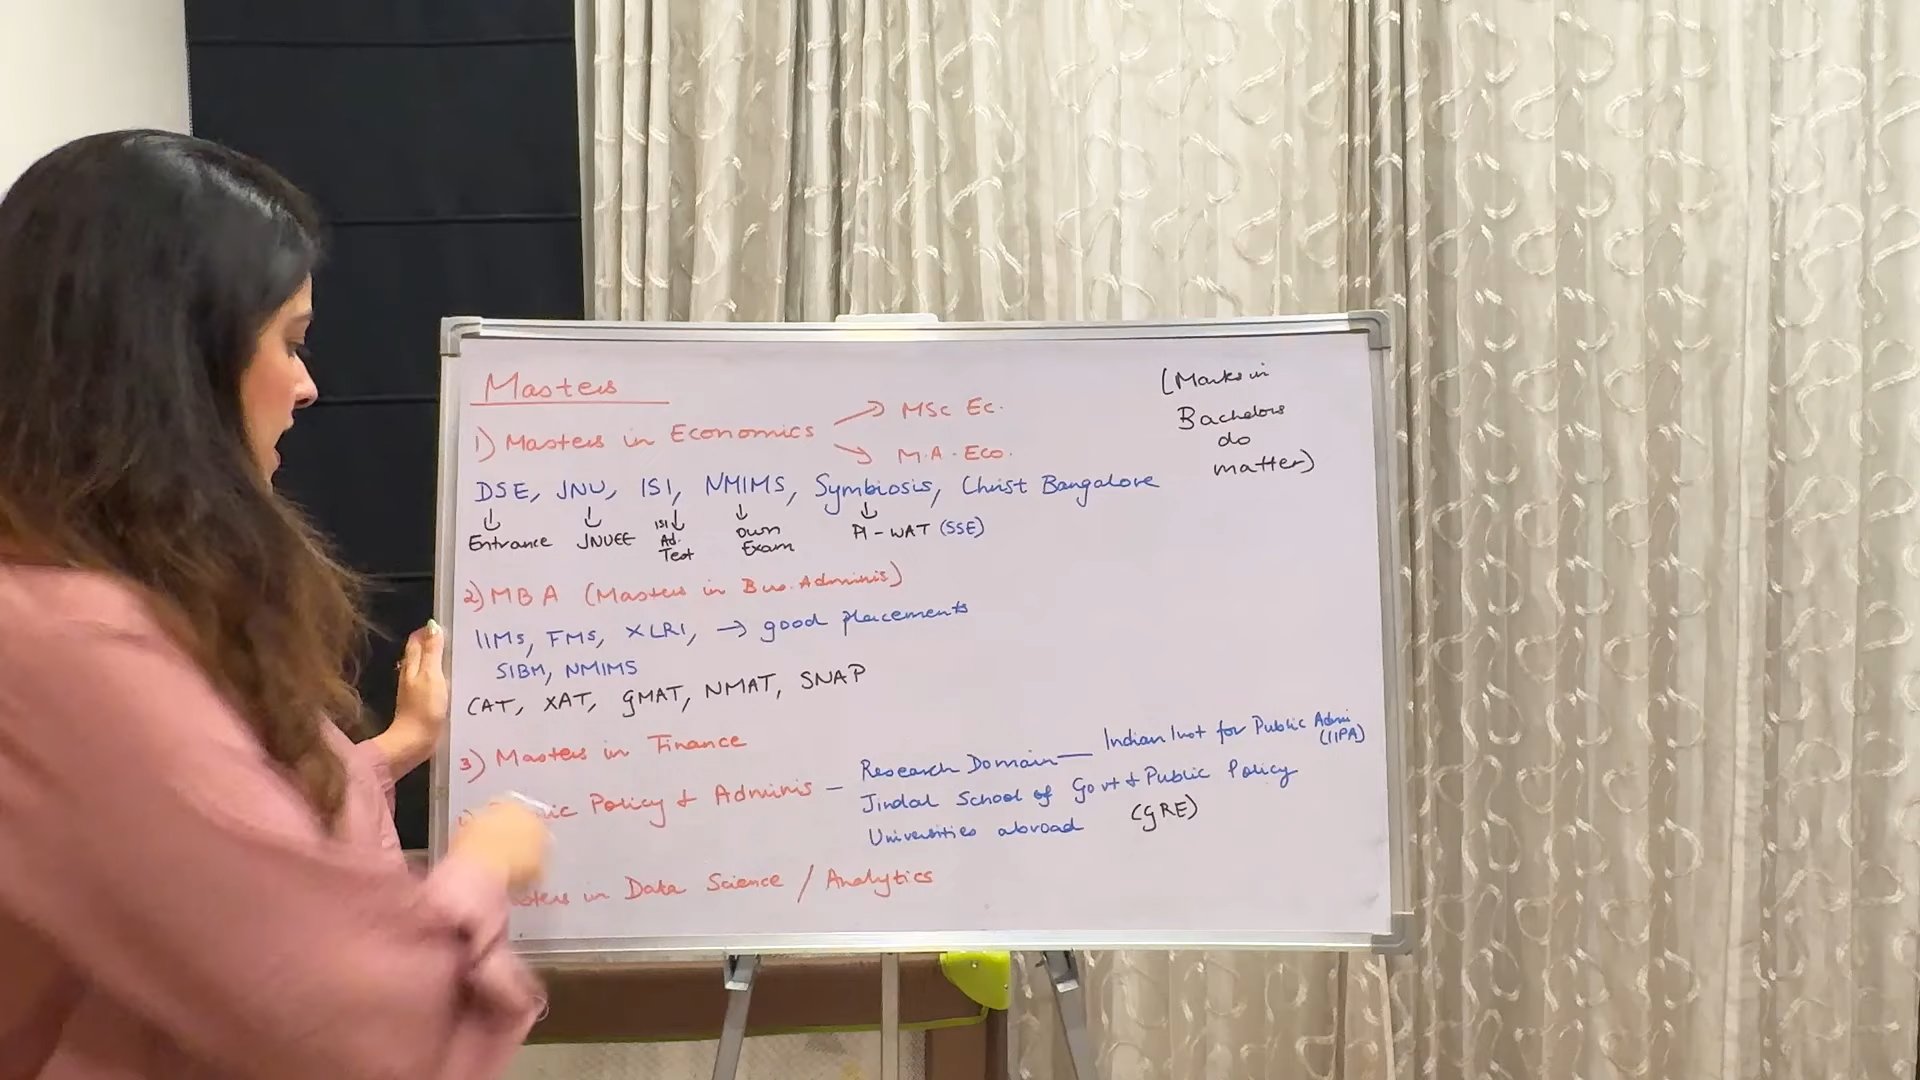 Masters
(Marks in
Bachelors
do
matter)
1) Masters in Economics
MSc Ec.
M.A. Eco.
DSE, JNU, ISI, NMIMS, Symbiosis, Christ Bangalore
Entrance
JNUEE
ISI
Ad.
Test
Own
Exam
PI-WAT (SSE)
2) MBA (Masters in Bus. Adminis)
IIMs, FMS, XLRI, → good placements
SIBM, NMIMS
CAT, XAT, GMAT, NMAT, SNAP
3) Masters in Finance
Policy & Adminis - Research Domain — Indian Inst for Public Admi
(IIPA)
Jindal School of Govt & Public Policy
Universities abroad (GRE)
in Data Science / Analytics